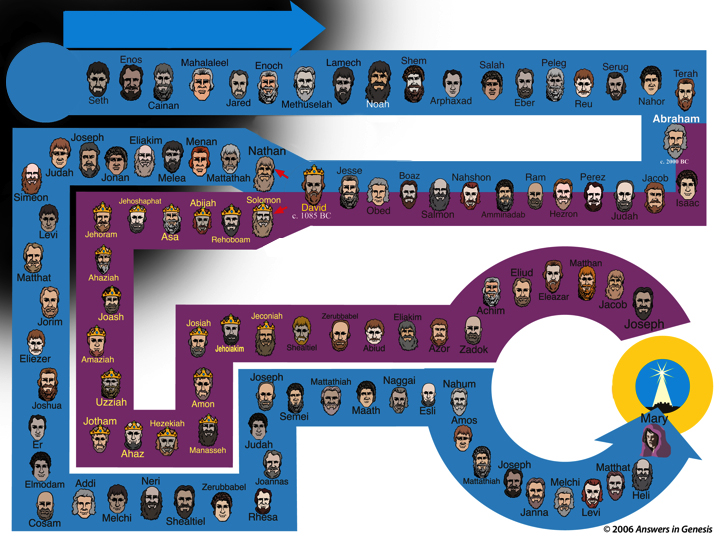 Seth
Enos
Cainan
Mahalaleel
Jared
Enoch
Methuselah
Lamech
Noah
Shem
Arphaxad
Salah
Eber
Peleg
Reu
Serug
Nahor
Terah
Abraham
c. 2000 BC
Isaac
Jacob
Judah
Perez
Hezron
Ram
Amminadab
Nahshon
Salmon
Boaz
Obed
Jesse
David
c. 1085 BC
Nathan
Mattathah
Menan
Melea
Eliakim
Jonan
Joseph
Judah
Simeon
Levi
Matthat
Jorim
Eliezer
Joshua
Er
Elmodam
Cosam
Addi
Melchi
Neri
Shealtiel
Zerubbabel
Rhesa
Joannas
Judah
Joseph
Semei
Mattathiah
Maath
Naggai
Esli
Nahum
Amos
Mattathiah
Joseph
Janna
Melchi
Levi
Matthat
Heli
Mary
Solomon
Rehoboam
Abijah
Asa
Jehoshaphat
Jehoram
Ahaziah
Joash
Amaziah
Uzziah
Jotham
Ahaz
Hezekiah
Manasseh
Amon
Josiah
Jehoiakim
Jeconiah
Shealtiel
Zerubbabel
Abiud
Eliakim
Azor
Zadok
Achim
Eliud
Eleazar
Matthan
Jacob
Joseph
© 2006 Answers in Genesis